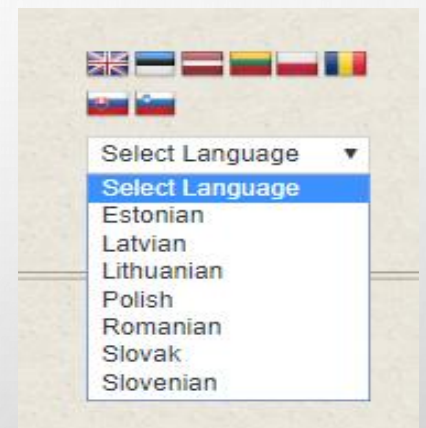 Select Language
Select Language
Estonian
Latvian
Lithuanian
Polish
Romanian
Slovak
Slovenian